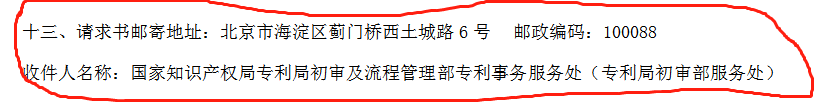 十三、请求书邮寄地址：北京市海淀区蓟门桥西土城路 6 号 邮政编码：100088
收件人名称：国家知识产权局专利局初审及流程管理部专利事务服务处（专利局初审部服务处）